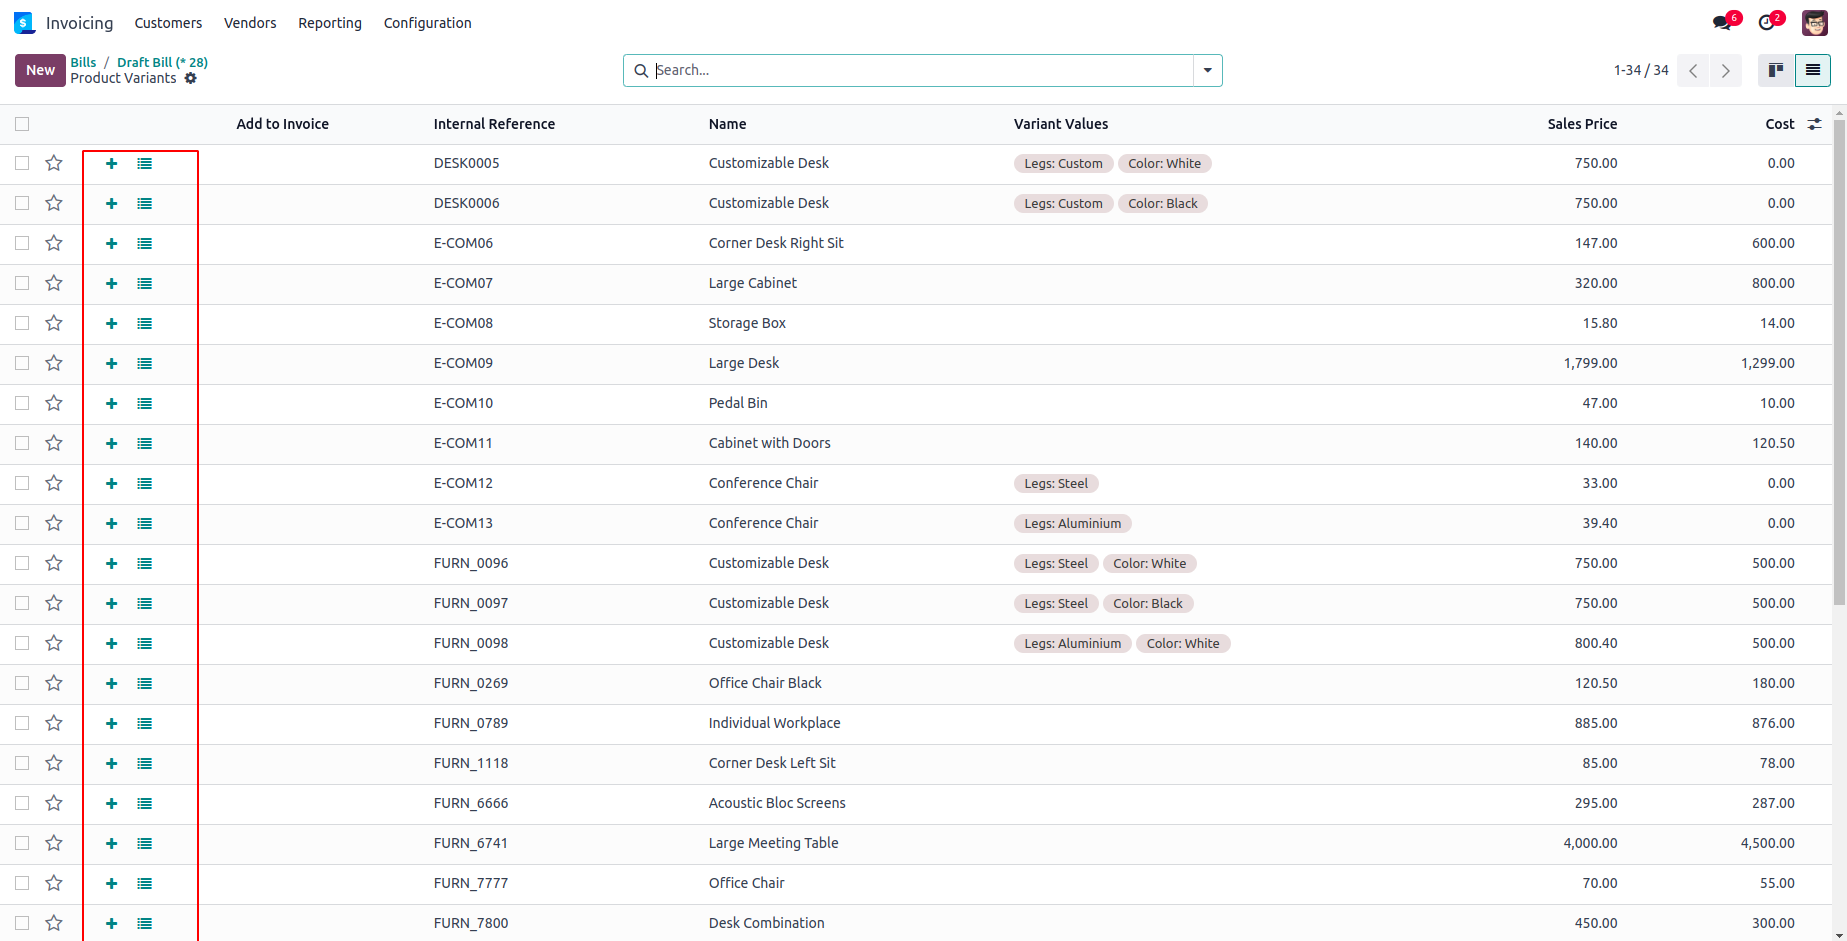 Invoicing Customers Vendors Reporting Configuration 6 2
New Bills / Draft Bill (* 28)
Product Variants
Search...
1-34 / 34
Add to Invoice Internal Reference Name Variant Values Sales Price Cost
DESK0005 Customizable Desk Legs: Custom Color: White 750.00 0.00
DESK0006 Customizable Desk Legs: Custom Color: Black 750.00 0.00
E-COM06 Corner Desk Right Sit 147.00 600.00
E-COM07 Large Cabinet 320.00 800.00
E-COM08 Storage Box 15.80 14.00
E-COM09 Large Desk 1,799.00 1,299.00
E-COM10 Pedal Bin 47.00 10.00
E-COM11 Cabinet with Doors 140.00 120.50
E-COM12 Conference Chair Legs: Steel 33.00 0.00
E-COM13 Conference Chair Legs: Aluminium 39.40 0.00
FURN_0096 Customizable Desk Legs: Steel Color: White 750.00 500.00
FURN_0097 Customizable Desk Legs: Steel Color: Black 750.00 500.00
FURN_0098 Customizable Desk Legs: Aluminium Color: White 800.40 500.00
FURN_0269 Office Chair Black 120.50 180.00
FURN_0789 Individual Workplace 885.00 876.00
FURN_1118 Corner Desk Left Sit 85.00 78.00
FURN_6666 Acoustic Bloc Screens 295.00 287.00
FURN_6741 Large Meeting Table 4,000.00 4,500.00
FURN_7777 Office Chair 70.00 55.00
FURN_7800 Desk Combination 450.00 300.00